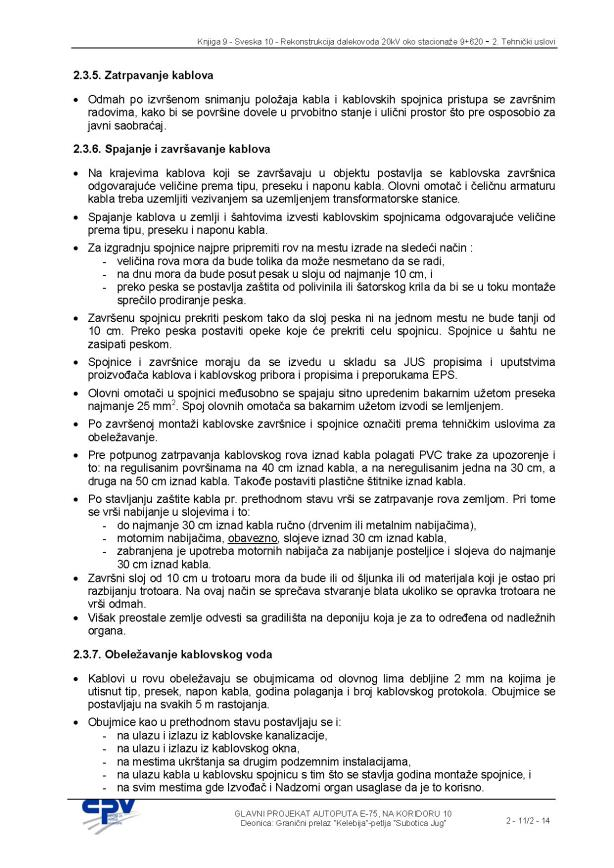 Knjiga 9 - Sveska 10 - Rekonstrukcija dalekovoda 20kV oko stacionaže 9+620 - 2. Tehnički uslovi
2.3.5. Zatrpavanje kablova
• Odmah po izvršenom snimanju položaja kabla i kablovskih spojnica pristupa se završnim
radovima, kako bi se površine dovele u prvobitno stanje i ulični prostor što pre osposobio za
javni saobraćaj.
2.3.6. Spajanje i završavanje kablova
• Na krajevima kablova koji se završavaju u objektu postavlja se kablovska završnica
odgovarajuće veličine prema tipu, preseku i naponu kabla. Olovni omotač i čeličnu armaturu
kabla treba uzemljiti vezivanjem sa uzemljenjem transformatorske stanice.
• Spajanje kablova u zemlji i šahtovima izvesti kablovskim spojnicama odgovarajuće veličine
prema tipu, preseku i naponu kabla.
• Za izgradnju spojnice najpre pripremiti rov na mestu izrade na sledeći način :
- veličina rova mora da bude tolika da može nesmetano da se radi,
- na dnu mora da bude posut pesak u sloju od najmanje 10 cm, i
- preko peska se postavlja zaštita od polivinila ili šatorskog krila da bi se u toku montaže
sprečilo prodiranje peska.
• Završenu spojnicu prekriti peskom tako da sloj peska ni na jednom mestu ne bude tanji od
10 cm. Preko peska postaviti opeke koje će prekriti celu spojnicu. Spojnice u šahtu ne
zasipati peskom.
• Spojnice i završnice moraju da se izvedu u skladu sa JUS propisima i uputstvima
proizvođača kablova i kablovskog pribora i propisima i preporukama EPS.
• Olovni omotači u spojnici međusobno se spajaju sitno upredenim bakarnim užetom preseka
najmanje 25 mm². Spoj olovnih omotača sa bakarnim užetom izvodi se lemljenjem.
• Po završenoj montaži kablovske završnice i spojnice označiti prema tehničkim uslovima za
obeležavanje.
• Pre potpunog zatrpavanja kablovskog rova iznad kabla polagati PVC trake za upozorenje i
to: na regulisanim površinama na 40 cm iznad kabla, a na neregulisanim jedna na 30 cm, a
druga na 50 cm iznad kabla. Takođe postaviti plastične štitnike iznad kabla.
• Po stavljanju zaštite kabla pr. prethodnom stavu vrši se zatrpavanje rova zemljom. Pri tome
se vrši nabijanje u slojevima i to:
- do najmanje 30 cm iznad kabla ručno (drvenim ili metalnim nabijačima),
- motornim nabijačima, obavezno, slojeve iznad 30 cm iznad kabla,
- zabranjena je upotreba motornih nabijača za nabijanje posteljice i slojeva do najmanje
30 cm iznad kabla.
• Završni sloj od 10 cm u trotoaru mora da bude ili od šljunka ili od materijala koji je ostao pri
razbijanju trotoara. Na ovaj način se sprečava stvaranje blata ukoliko se opravka trotoara ne
vrši odmah.
• Višak preostale zemlje odvesti sa gradilišta na deponiju koja je za to određena od nadležnih
organa.
2.3.7. Obeležavanje kablovskog voda
• Kablovi u rovu obeležavaju se obujmicama od olovnog lima debljine 2 mm na kojima je
utisnut tip, presek, napon kabla, godina polaganja i broj kablovskog protokola. Obujmice se
postavljaju na svakih 5 m rastojanja.
• Obujmice kao u prethodnom stavu postavljaju se i:
- na ulazu i izlazu iz kablovske kanalizacije,
- na ulazu i izlazu iz kablovskog okna,
- na mestima ukrštanja sa drugim podzemnim instalacijama,
- na ulazu kabla u kablovsku spojnicu s tim što se stavlja godina montaže spojnice, i
- na svim mestima gde Izvođač i Nadzorni organ usaglase da je to korisno.
cpv
GLAVNI PROJEKAT AUTOPUTA E-75, NA KORIDORU 10
Deonica: Granični prelaz "Kelebija"-petlja "Subotica Jug"
2 - 11/2 - 14